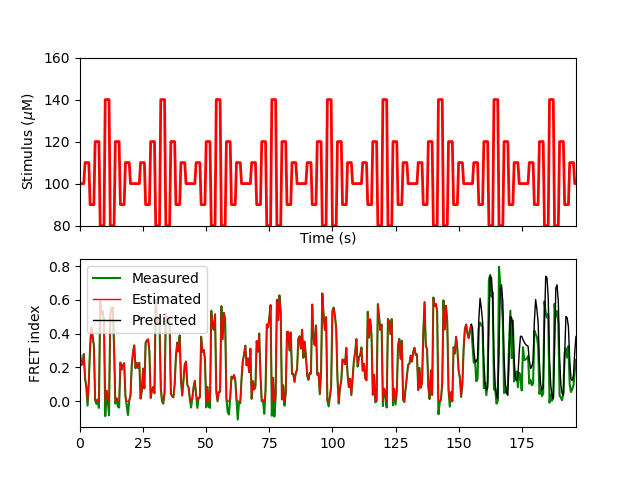 160
140
120
100
80
Stimulus (μM)
Time (s)
0.8
0.6
0.4
0.2
0.0
FRET index
Measured
Estimated
Predicted
0 25 50 75 100 125 150 175